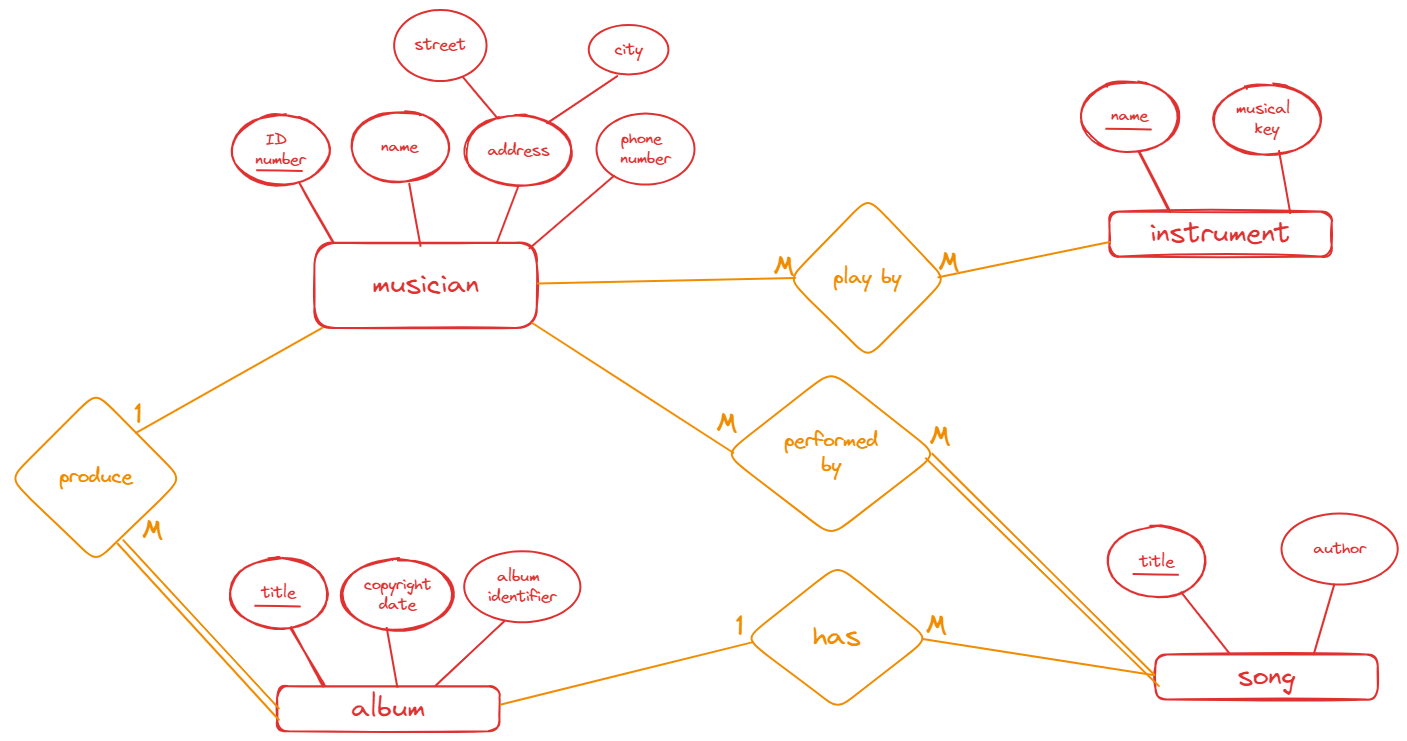 street
city
ID
number
name
address
phone
number
name
musical
key
musician
instrument
M
M
play by
1
M
M
performed
by
produce
M
title
copyright
date
album
identifier
title
author
1
M
has
album
song